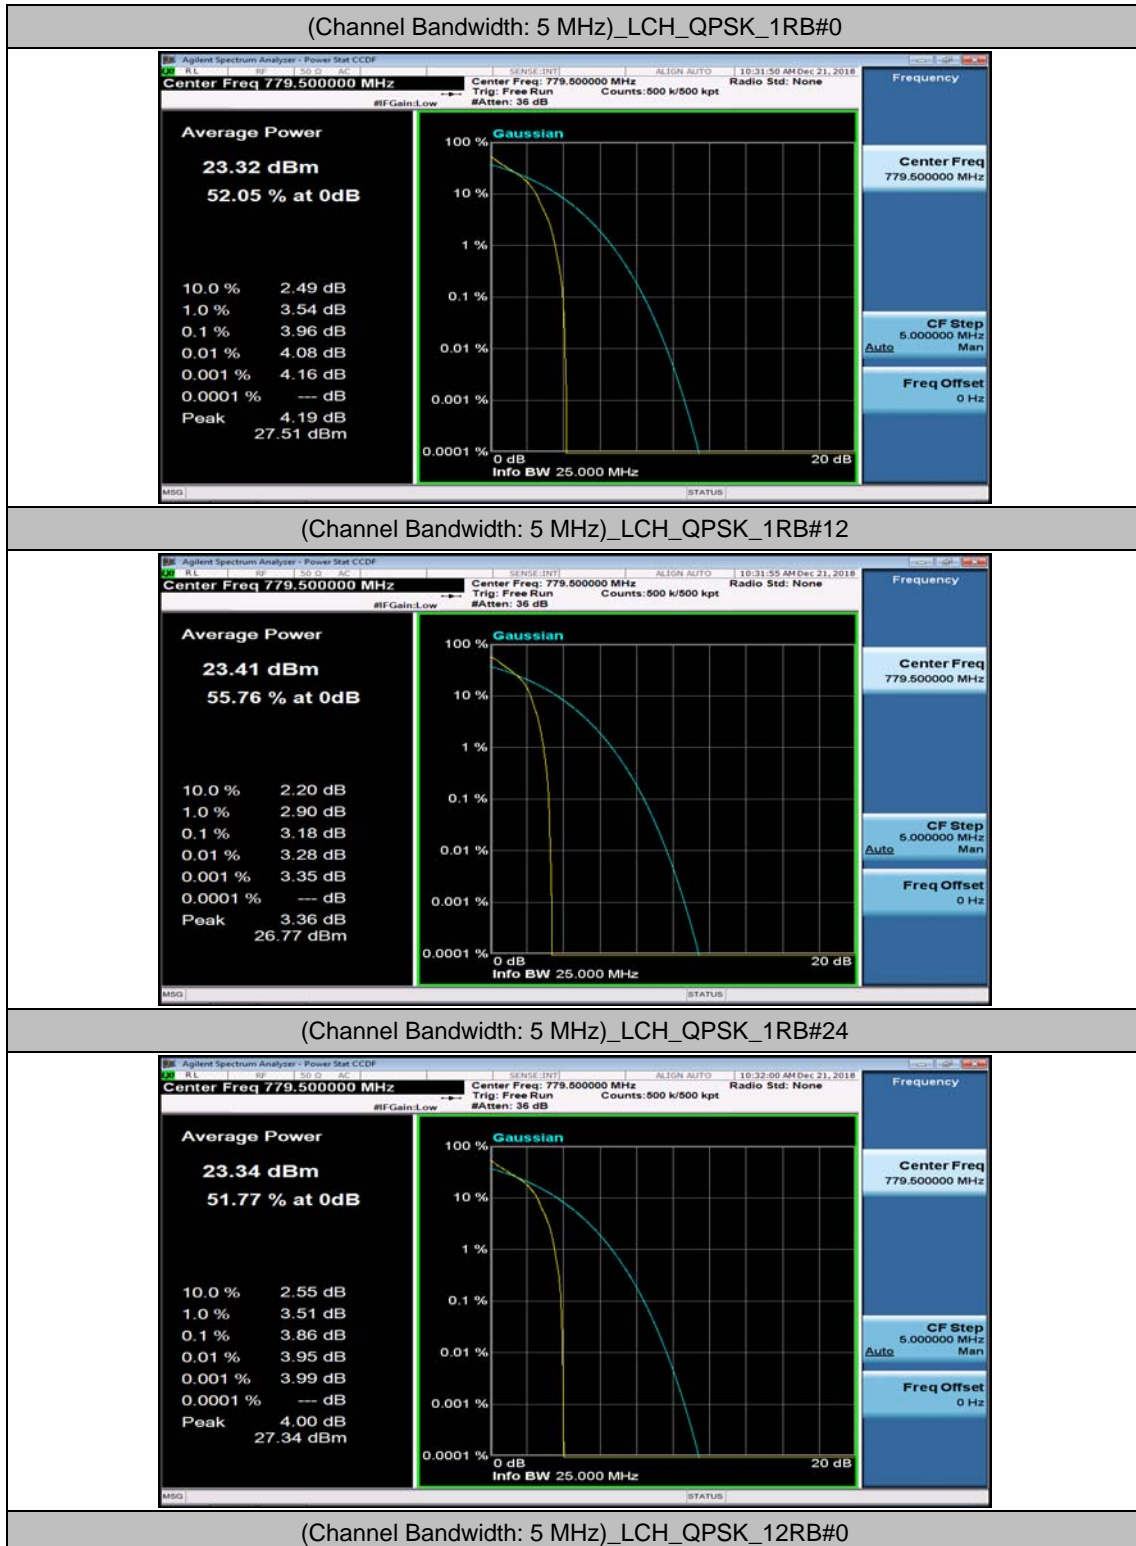 (Channel Bandwidth: 5 MHz)_LCH_QPSK_1RB#0
Agilent Spectrum Analyzer - Power Stat CCDF
RL RF 50 Ω AC SENSE:INT ALIGN AUTO 10:31:50 AM Dec 21, 2018
Center Freq 779.500000 MHz
Center Freq: 779.500000 MHz Radio Std: None
Trig: Free Run Counts:500 k/500 kpt
#IFGain:Low #Atten: 36 dB
Frequency
Average Power
23.32 dBm
52.05 % at 0dB
10.0 % 2.49 dB
1.0 % 3.54 dB
0.1 % 3.96 dB
0.01 % 4.08 dB
0.001 % 4.16 dB
0.0001 % --- dB
Peak 4.19 dB
27.51 dBm
Gaussian
100 %
10 %
1 %
0.1 %
0.01 %
0.001 %
0.0001 %
0 dB 20 dB
Info BW 25.000 MHz
Center Freq
779.500000 MHz
CF Step
5.000000 MHz
Auto Man
Freq Offset
0 Hz
MSG STATUS
(Channel Bandwidth: 5 MHz)_LCH_QPSK_1RB#12
Agilent Spectrum Analyzer - Power Stat CCDF
RL RF 50 Ω AC SENSE:INT ALIGN AUTO 10:31:55 AM Dec 21, 2018
Center Freq 779.500000 MHz
Center Freq: 779.500000 MHz Radio Std: None
Trig: Free Run Counts:500 k/500 kpt
#IFGain:Low #Atten: 36 dB
Frequency
Average Power
23.41 dBm
55.76 % at 0dB
10.0 % 2.20 dB
1.0 % 2.90 dB
0.1 % 3.18 dB
0.01 % 3.28 dB
0.001 % 3.35 dB
0.0001 % --- dB
Peak 3.36 dB
26.77 dBm
Gaussian
100 %
10 %
1 %
0.1 %
0.01 %
0.001 %
0.0001 %
0 dB 20 dB
Info BW 25.000 MHz
Center Freq
779.500000 MHz
CF Step
5.000000 MHz
Auto Man
Freq Offset
0 Hz
MSG STATUS
(Channel Bandwidth: 5 MHz)_LCH_QPSK_1RB#24
Agilent Spectrum Analyzer - Power Stat CCDF
RL RF 50 Ω AC SENSE:INT ALIGN AUTO 10:32:00 AM Dec 21, 2018
Center Freq 779.500000 MHz
Center Freq: 779.500000 MHz Radio Std: None
Trig: Free Run Counts:500 k/500 kpt
#IFGain:Low #Atten: 36 dB
Frequency
Average Power
23.34 dBm
51.77 % at 0dB
10.0 % 2.55 dB
1.0 % 3.51 dB
0.1 % 3.86 dB
0.01 % 3.95 dB
0.001 % 3.99 dB
0.0001 % --- dB
Peak 4.00 dB
27.34 dBm
Gaussian
100 %
10 %
1 %
0.1 %
0.01 %
0.001 %
0.0001 %
0 dB 20 dB
Info BW 25.000 MHz
Center Freq
779.500000 MHz
CF Step
5.000000 MHz
Auto Man
Freq Offset
0 Hz
MSG STATUS
(Channel Bandwidth: 5 MHz)_LCH_QPSK_12RB#0